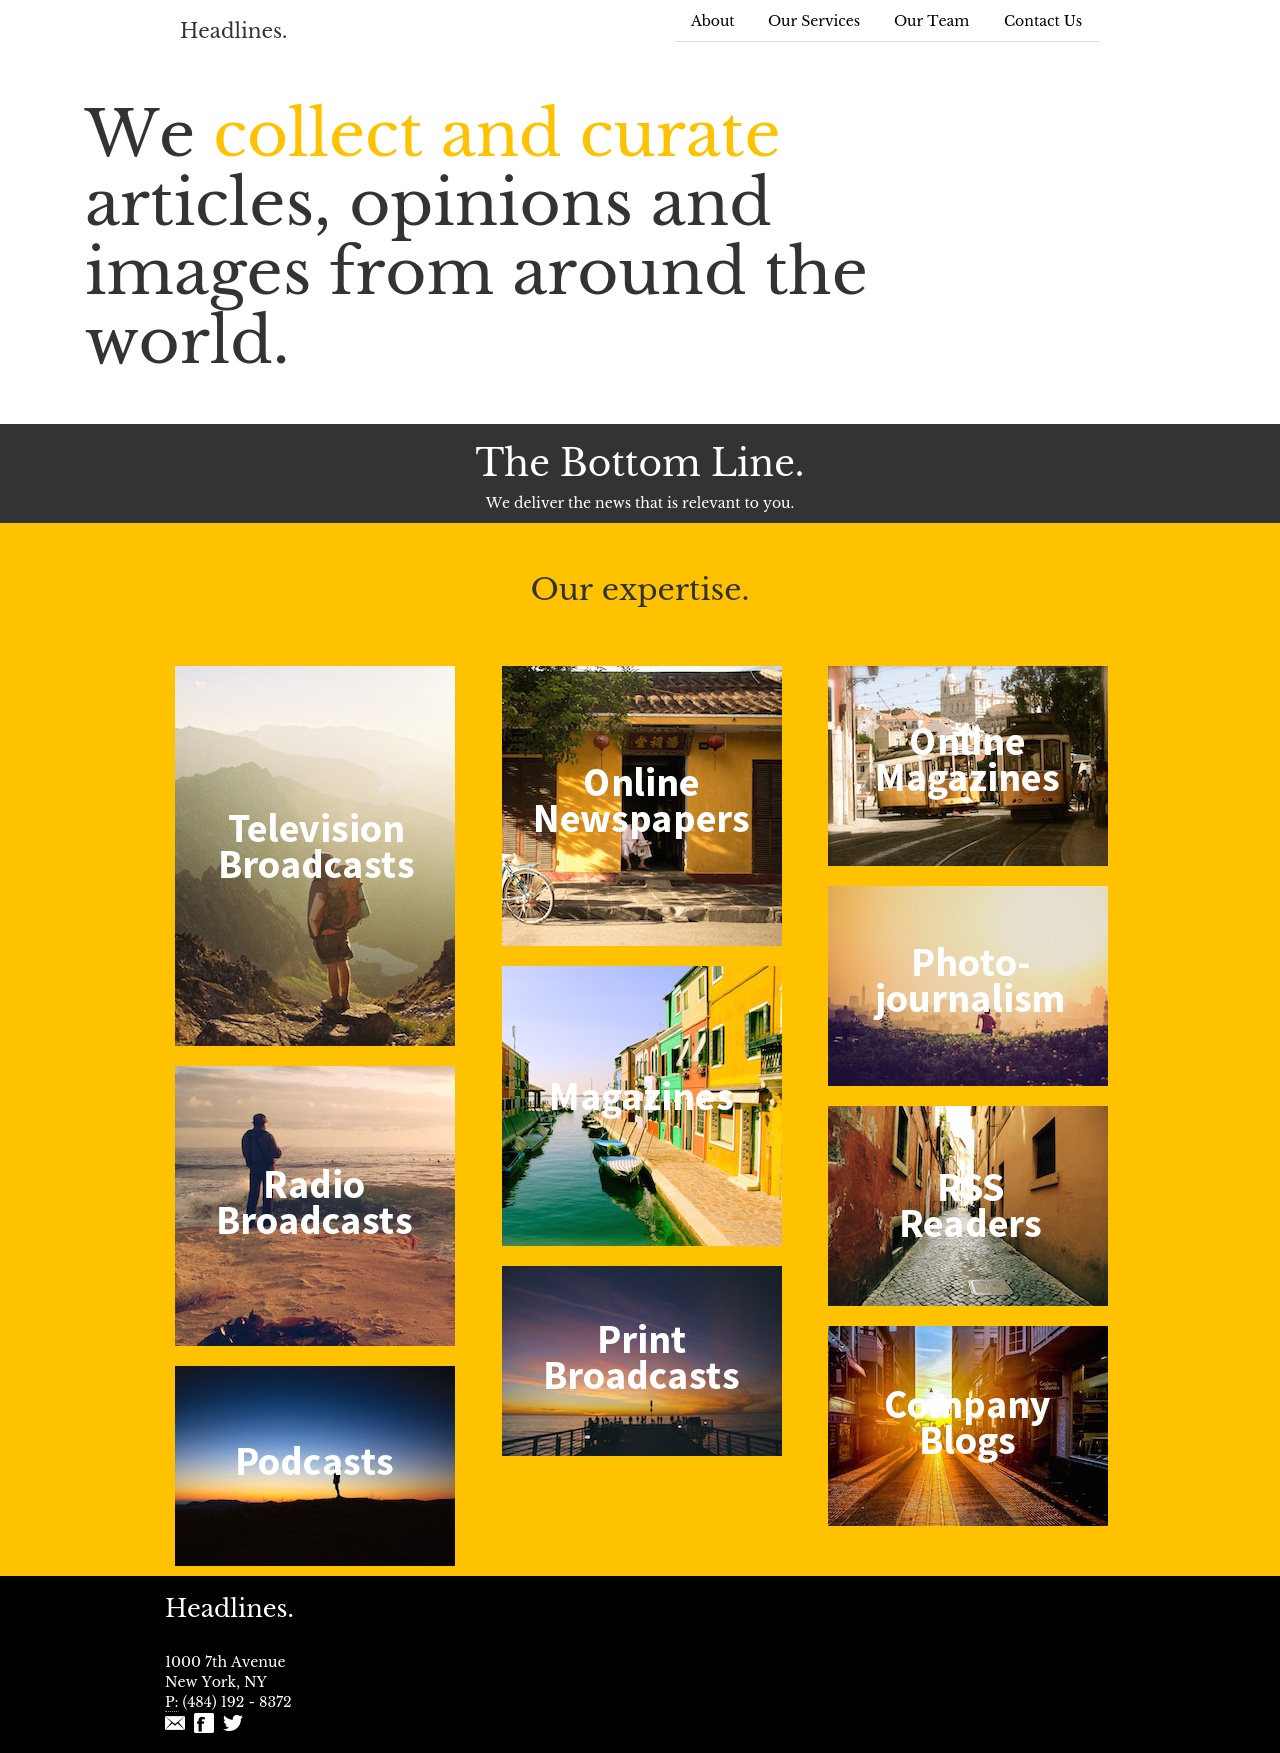 Headlines.
About Our Services Our Team Contact Us
We collect and curate
articles, opinions and
images from around the
world.
The Bottom Line.
We deliver the news that is relevant to you.
Our expertise.
Television
Broadcasts
Radio
Broadcasts
Podcasts
Online
Newspapers
Magazines
Print
Broadcasts
Online
Magazines
Photo-
journalism
RSS
Readers
Company
Blogs
Headlines.
1000 7th Avenue
New York, NY
P: (484) 192 - 8372